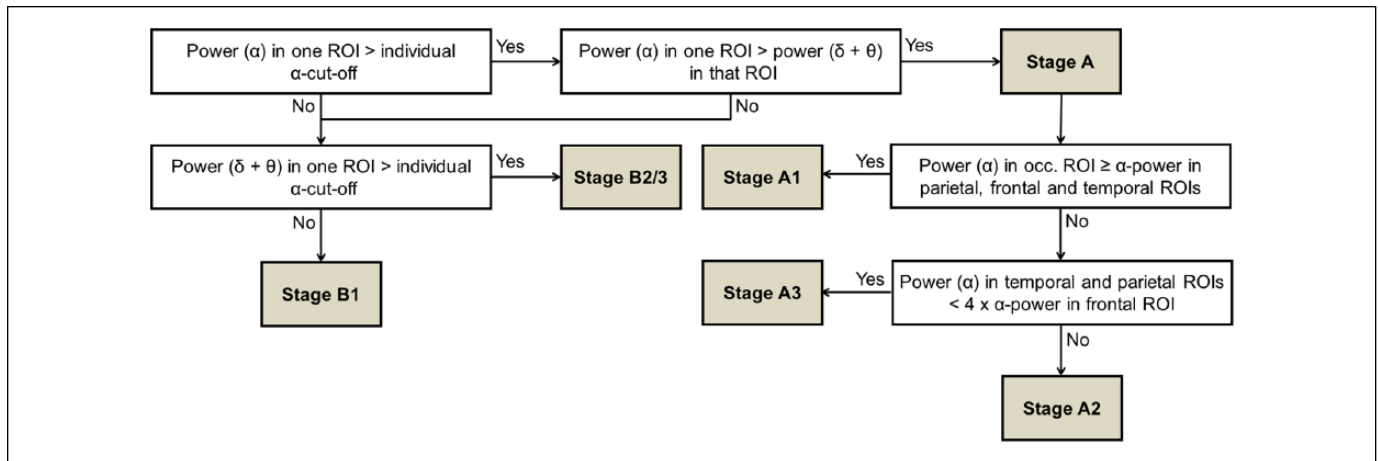 Power (α) in one ROI > individual
α-cut-off
Yes
Power (α) in one ROI > power (δ + θ)
in that ROI
Yes
Stage A
No
No
Power (δ + θ) in one ROI > individual
α-cut-off
Yes
Stage B2/3
Stage A1
Yes
Power (α) in occ. ROI ≥ α-power in
parietal, frontal and temporal ROIs
No
No
Stage B1
Stage A3
Yes
Power (α) in temporal and parietal ROIs
< 4 x α-power in frontal ROI
No
Stage A2